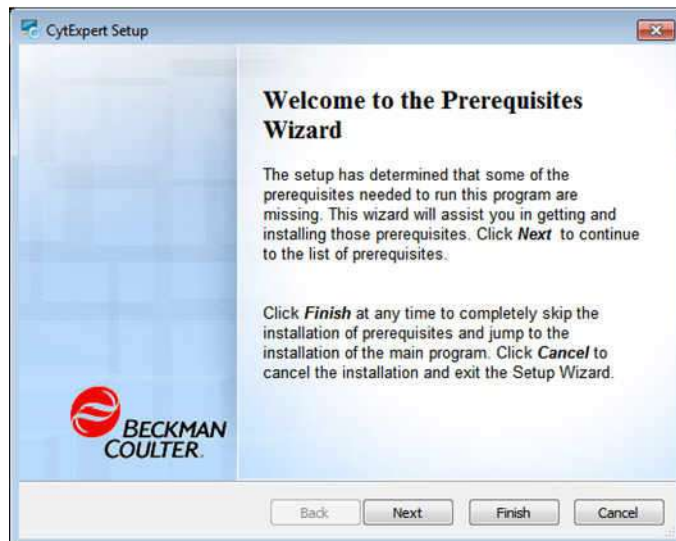 CytExpert Setup
Welcome to the Prerequisites
Wizard
The setup has determined that some of the
prerequisites needed to run this program are
missing. This wizard will assist you in getting and
installing those prerequisites. Click Next to continue
to the list of prerequisites.
Click Finish at any time to completely skip the
installation of prerequisites and jump to the
installation of the main program. Click Cancel to
cancel the installation and exit the Setup Wizard.
BECKMAN
COULTER.
Back Next Finish Cancel